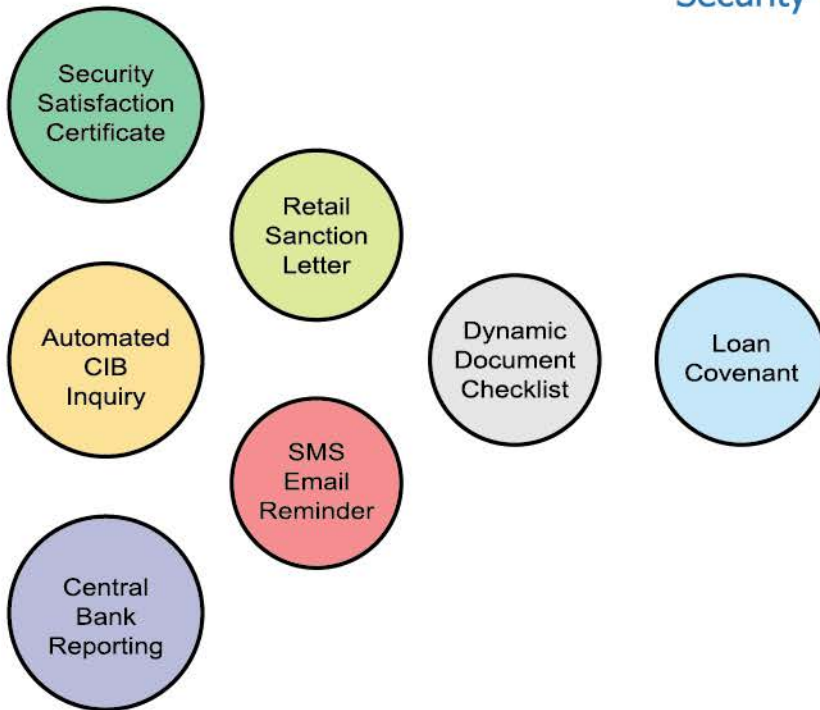 Security
Security
Satisfaction
Certificate
Retail
Sanction
Letter
Automated
CIB
Inquiry
Dynamic
Document
Checklist
Loan
Covenant
SMS
Email
Reminder
Central
Bank
Reporting